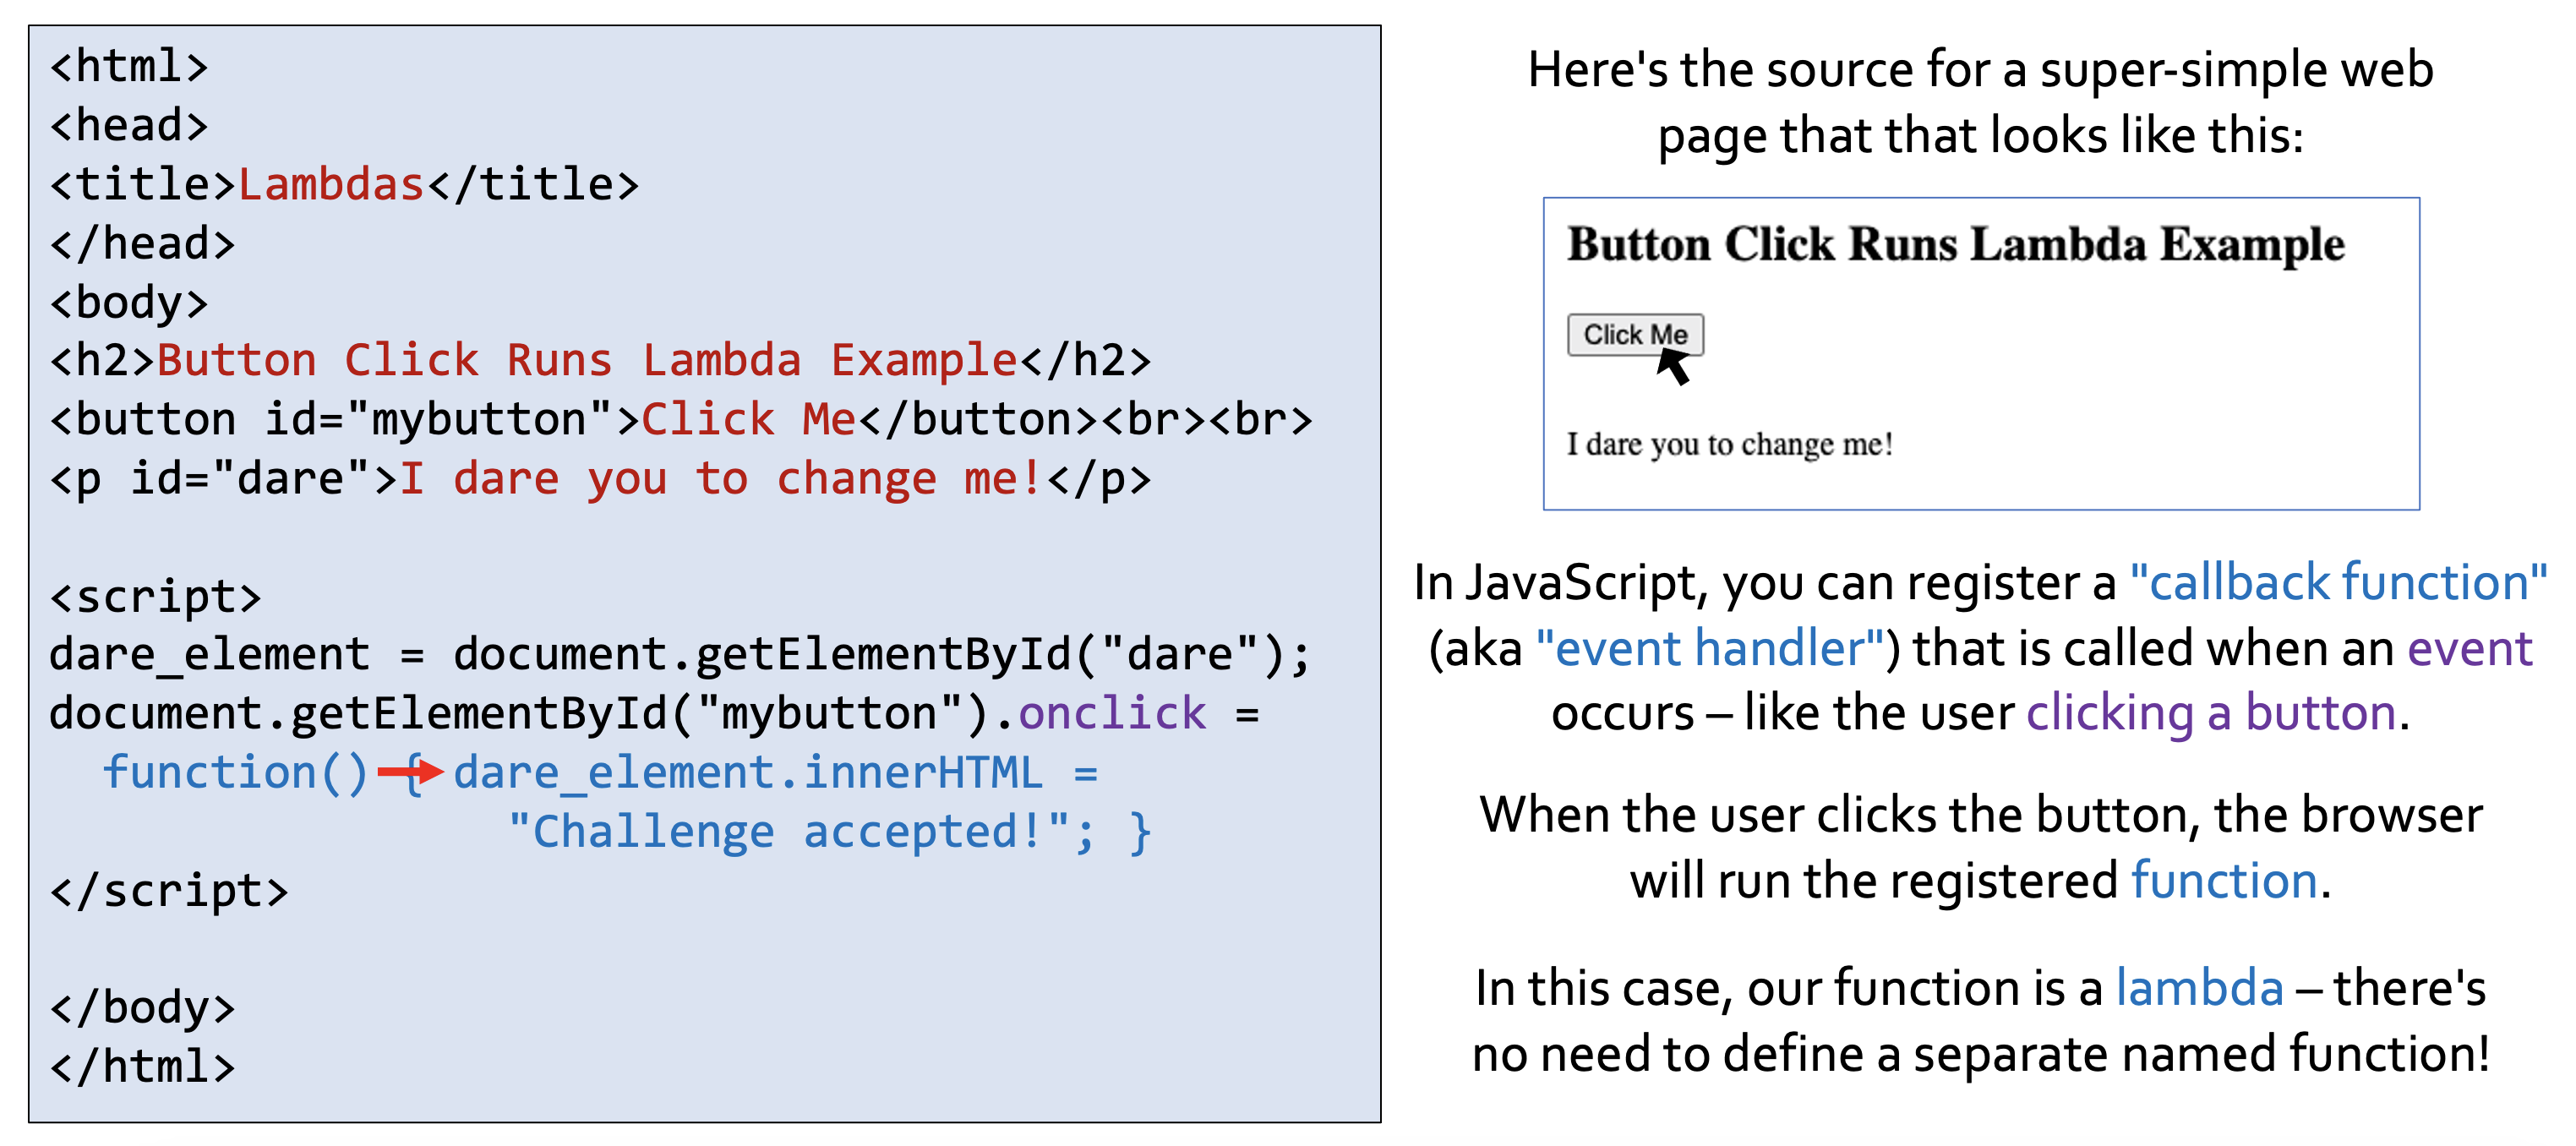 <html>
<head>
<title>Lambdas</title>
</head>
<body>
<h2>Button Click Runs Lambda Example</h2>
<button id="mybutton">Click Me</button><br><br>
<p id="dare">I dare you to change me!</p>
<script>
dare_element = document.getElementById("dare");
document.getElementById("mybutton").onclick =
function() { dare_element.innerHTML =
"Challenge accepted!"; }
</script>
</body>
</html>
Here's the source for a super-simple web
page that that looks like this:
Button Click Runs Lambda Example
Click Me
I dare you to change me!
In JavaScript, you can register a "callback function"
(aka "event handler") that is called when an event
occurs – like the user clicking a button.
When the user clicks the button, the browser
will run the registered function.
In this case, our function is a lambda – there's
no need to define a separate named function!